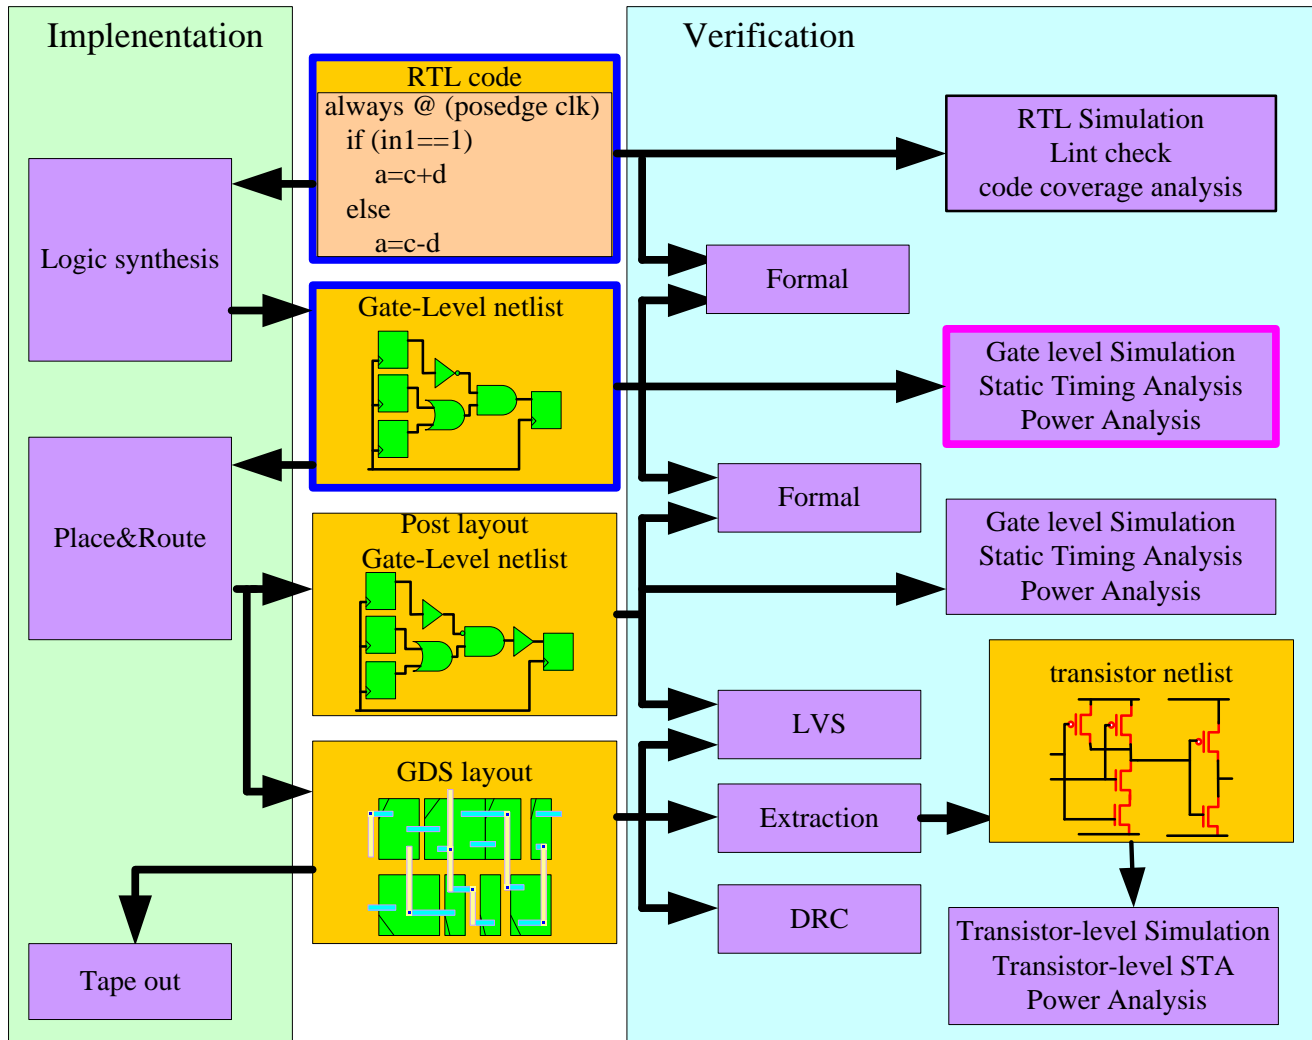 Implenentation
Verification
RTL code
always @ (posedge clk)
if (in1==1)
a=c+d
else
a=c-d
RTL Simulation
Lint check
code coverage analysis
Logic synthesis
Formal
Gate-Level netlist
Gate level Simulation
Static Timing Analysis
Power Analysis
Place&Route
Formal
Post layout
Gate-Level netlist
Gate level Simulation
Static Timing Analysis
Power Analysis
transistor netlist
LVS
GDS layout
Extraction
DRC
Transistor-level Simulation
Transistor-level STA
Power Analysis
Tape out